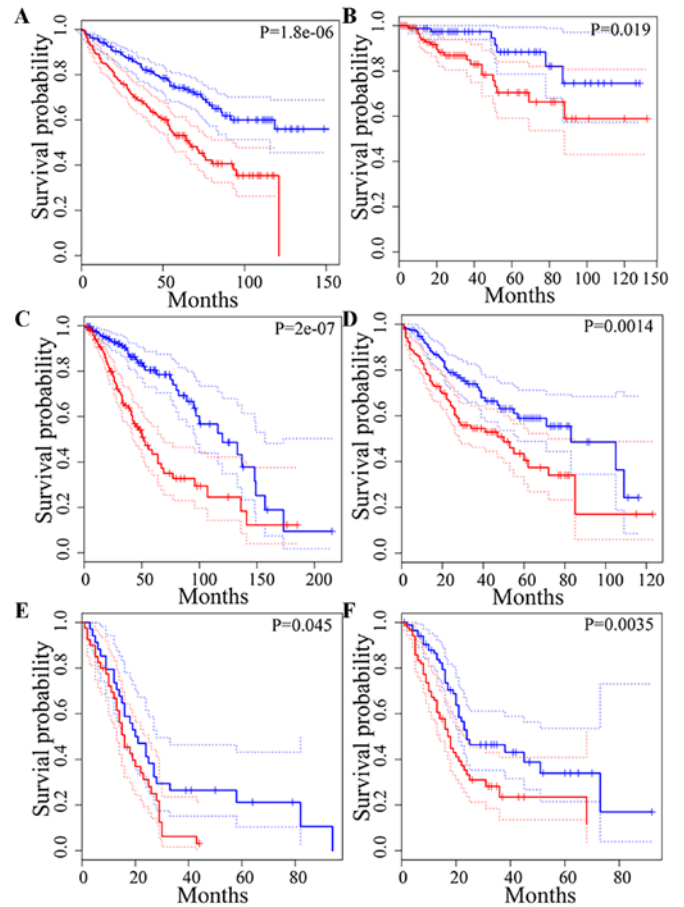 A
P=1.8e-06
Survival probability
1.0
0.8
0.6
0.4
0.2
0.0
0 50 100 150
Months
B
P=0.019
Survival probability
1.0
0.8
0.6
0.4
0.2
0.0
0 20 40 60 80 100 120 150
Months
C
P=2e-07
Survival probability
1.0
0.8
0.6
0.4
0.2
0.0
0 50 100 150 200
Months
D
P=0.0014
Survival probability
1.0
0.8
0.6
0.4
0.2
0.0
0 20 40 60 80 100 120
Months
E
P=0.045
Survial probability
1.0
0.8
0.6
0.4
0.2
0.0
0 20 40 60 80
Months
F
P=0.0035
Survival probability
1.0
0.8
0.6
0.4
0.2
0.0
0 20 40 60 80
Months